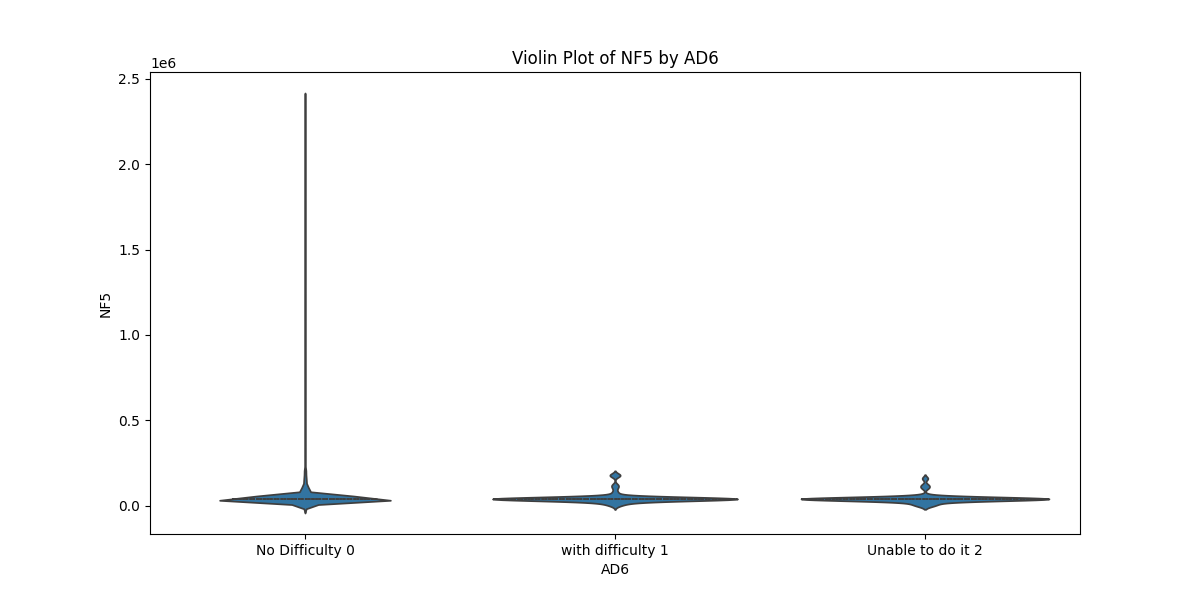 Violin Plot of NF5 by AD6
1e6
2.5
2.0
1.5
1.0
0.5
0.0
NF5
No Difficulty 0 with difficulty 1 Unable to do it 2
AD6